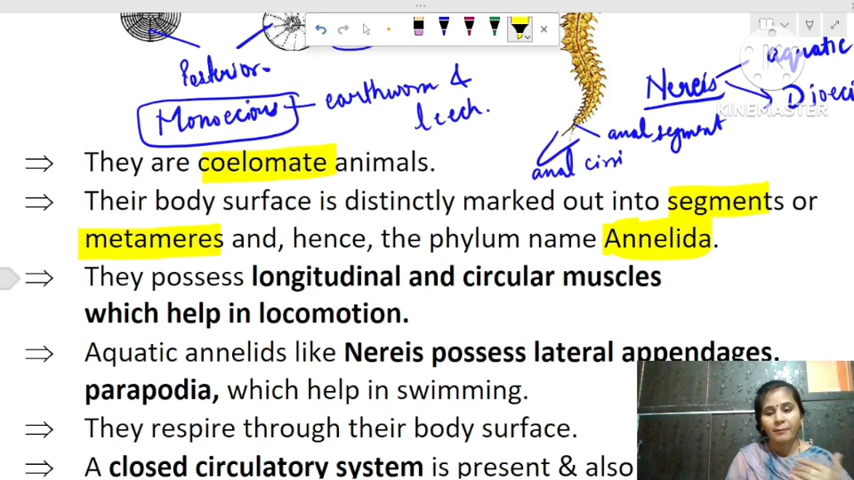 Posterior.
Monoecious - earthworm &
leech.
Nereis
aquatic
Dioeci
KINEMASTER
anal segment
anal cirri
⇒ They are coelomate animals.
⇒ Their body surface is distinctly marked out into segments or
metameres and, hence, the phylum name Annelida.
⇒ They possess longitudinal and circular muscles
which help in locomotion.
⇒ Aquatic annelids like Nereis possess lateral appendages,
parapodia, which help in swimming.
⇒ They respire through their body surface.
⇒ A closed circulatory system is present & also